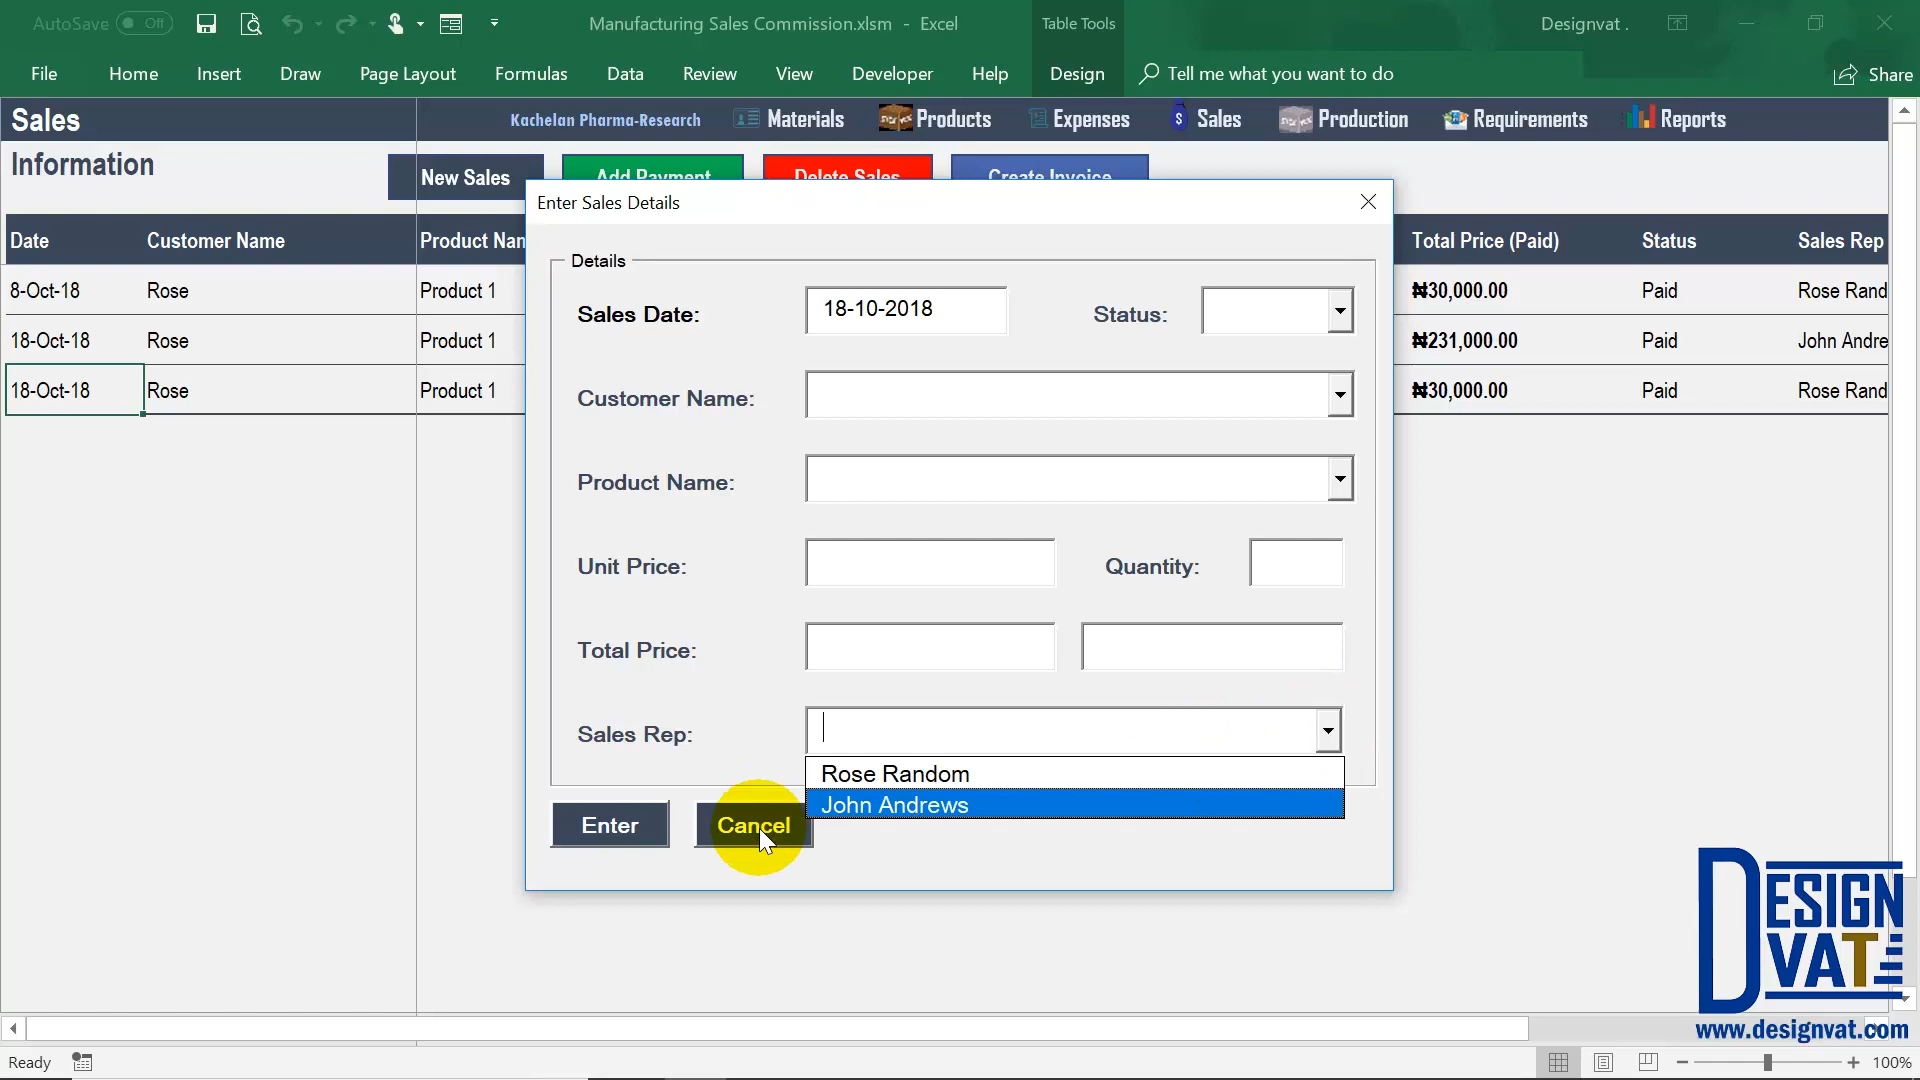 AutoSave Off
Manufacturing Sales Commission.xlsm - Excel
Table Tools
Designvat .
File Home Insert Draw Page Layout Formulas Data Review View Developer Help Design Tell me what you want to do Share
Sales
Kachelan Pharma-Research Materials Products Expenses Sales Production Requirements Reports
Information
New Sales Add Payment Delete Sales Create Invoice
Enter Sales Details
Date Customer Name Product Nam Total Price (Paid) Status Sales Rep
8-Oct-18 Rose Product 1 ₦30,000.00 Paid Rose Rand
18-Oct-18 Rose Product 1 ₦231,000.00 Paid John Andre
18-Oct-18 Rose Product 1 ₦30,000.00 Paid Rose Rand
Details
Sales Date: 18-10-2018 Status:
Customer Name:
Product Name:
Unit Price: Quantity:
Total Price:
Sales Rep:
Rose Random
John Andrews
Enter Cancel
DESIGN
VAT
www.designvat.com
Ready 100%